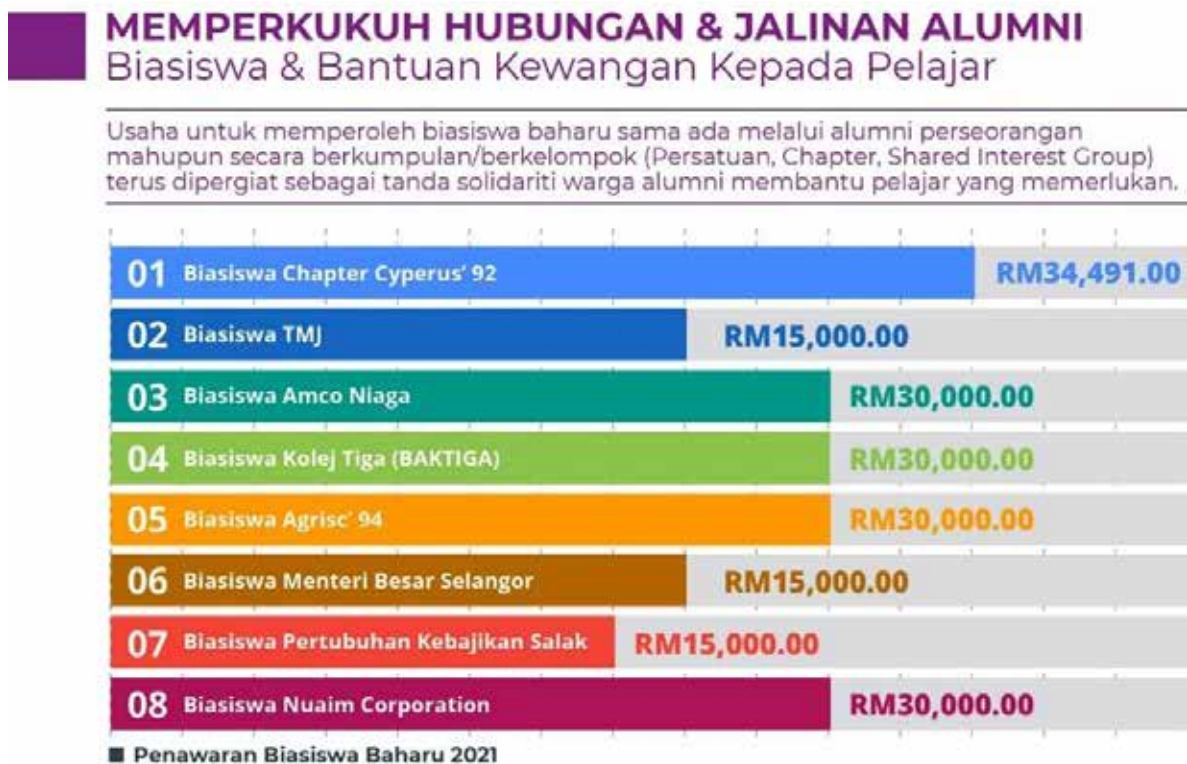 MEMPERKUKUH HUBUNGAN & JALINAN ALUMNI
Biasiswa & Bantuan Kewangan Kepada Pelajar
Usaha untuk memperoleh biasiswa baharu sama ada melalui alumni perseorangan
mahupun secara berkumpulan/berkelompok (Persatuan, Chapter, Shared Interest Group)
terus dipergiat sebagai tanda solidariti warga alumni membantu pelajar yang memerlukan.
01 Biasiswa Chapter Cyperus' 92 RM34,491.00
02 Biasiswa TMJ RM15,000.00
03 Biasiswa Amco Niaga RM30,000.00
04 Biasiswa Kolej Tiga (BAKTIGA) RM30,000.00
05 Biasiswa Agrisc' 94 RM30,000.00
06 Biasiswa Menteri Besar Selangor RM15,000.00
07 Biasiswa Pertubuhan Kebajikan Salak RM15,000.00
08 Biasiswa Nuaim Corporation RM30,000.00
■ Penawaran Biasiswa Baharu 2021